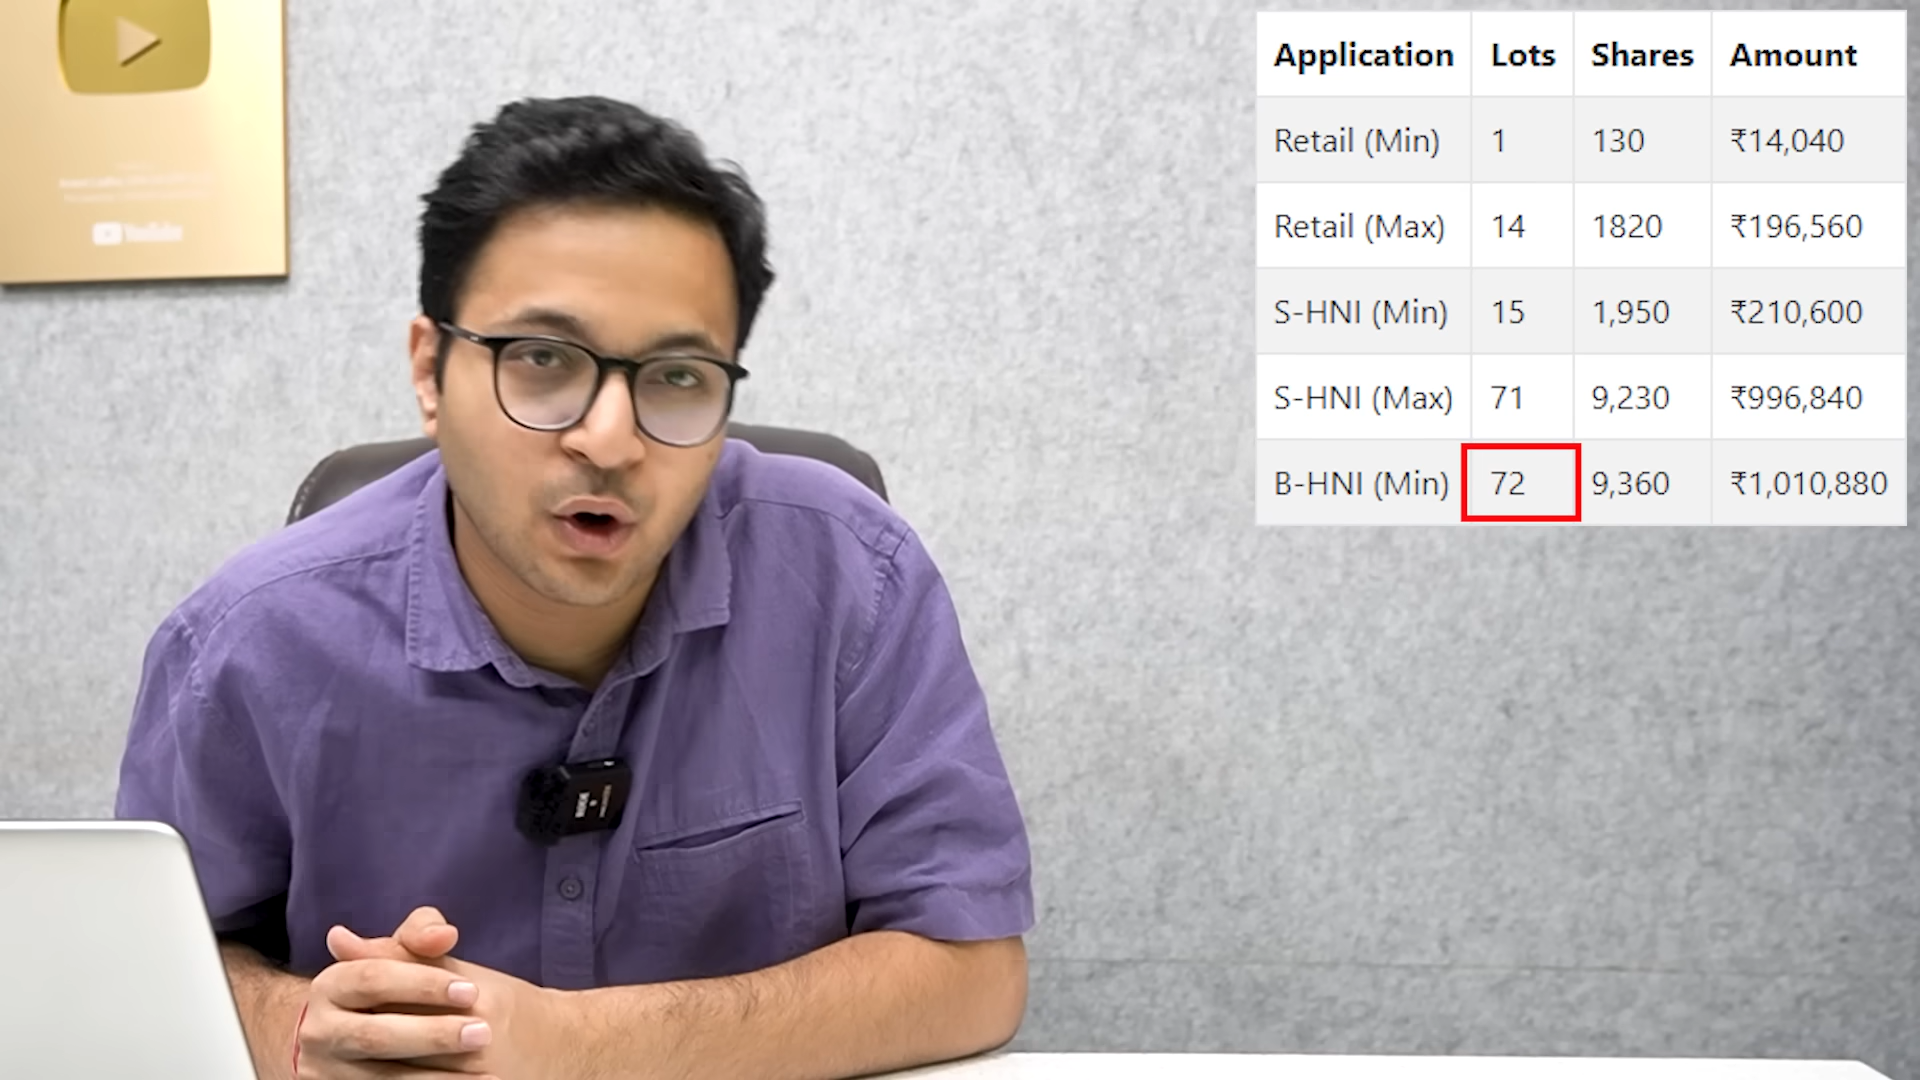 YouTube
Application Lots Shares Amount
Retail (Min) 1 130 ₹14,040
Retail (Max) 14 1820 ₹196,560
S-HNI (Min) 15 1,950 ₹210,600
S-HNI (Max) 71 9,230 ₹996,840
B-HNI (Min) 72 9,360 ₹1,010,880
RØDE